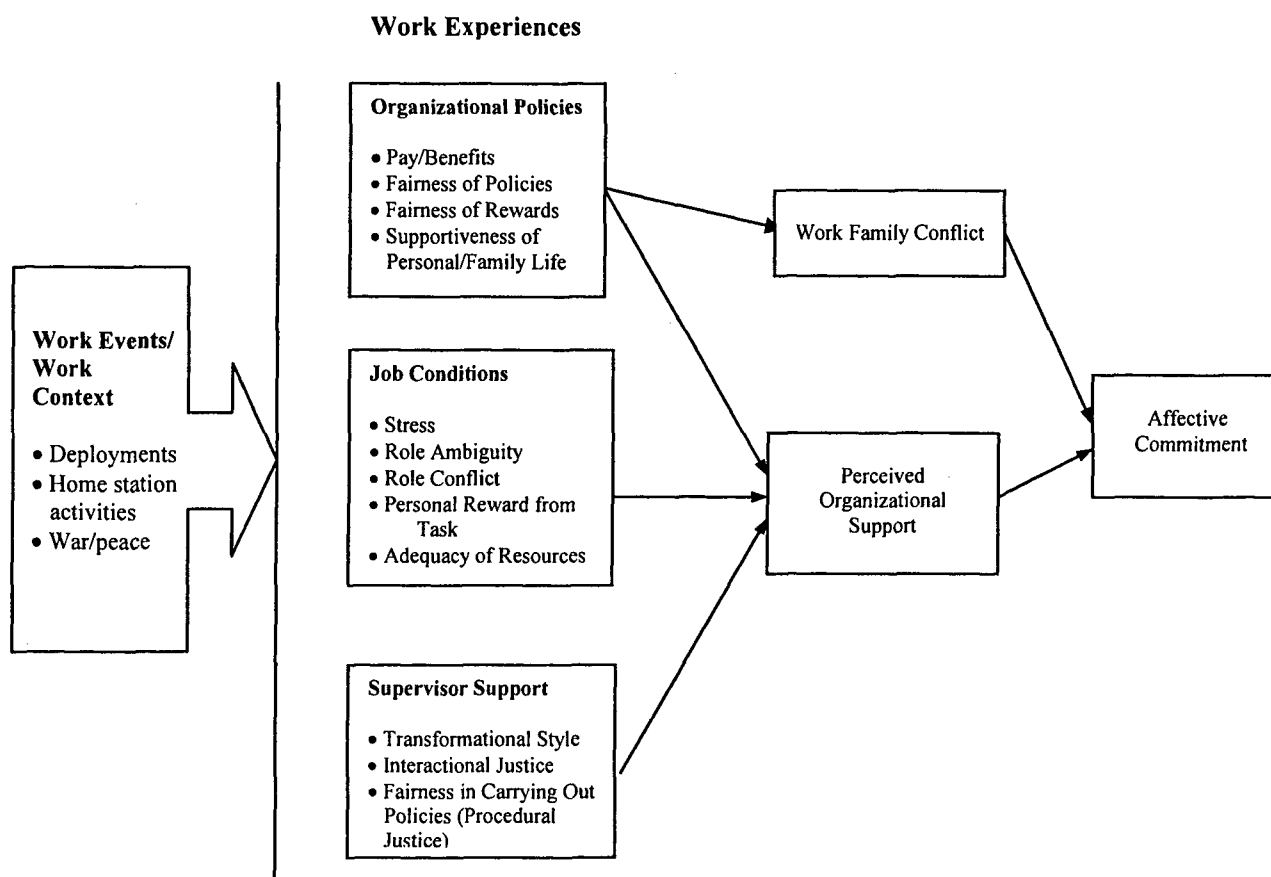 Work Experiences
Work Events/
Work
Context
• Deployments
• Home station
activities
• War/peace
Organizational Policies
• Pay/Benefits
• Fairness of Policies
• Fairness of Rewards
• Supportiveness of
Personal/Family Life
Job Conditions
• Stress
• Role Ambiguity
• Role Conflict
• Personal Reward from
Task
• Adequacy of Resources
Supervisor Support
• Transformational Style
• Interactional Justice
• Fairness in Carrying Out
Policies (Procedural
Justice)
Work Family Conflict
Perceived
Organizational
Support
Affective
Commitment